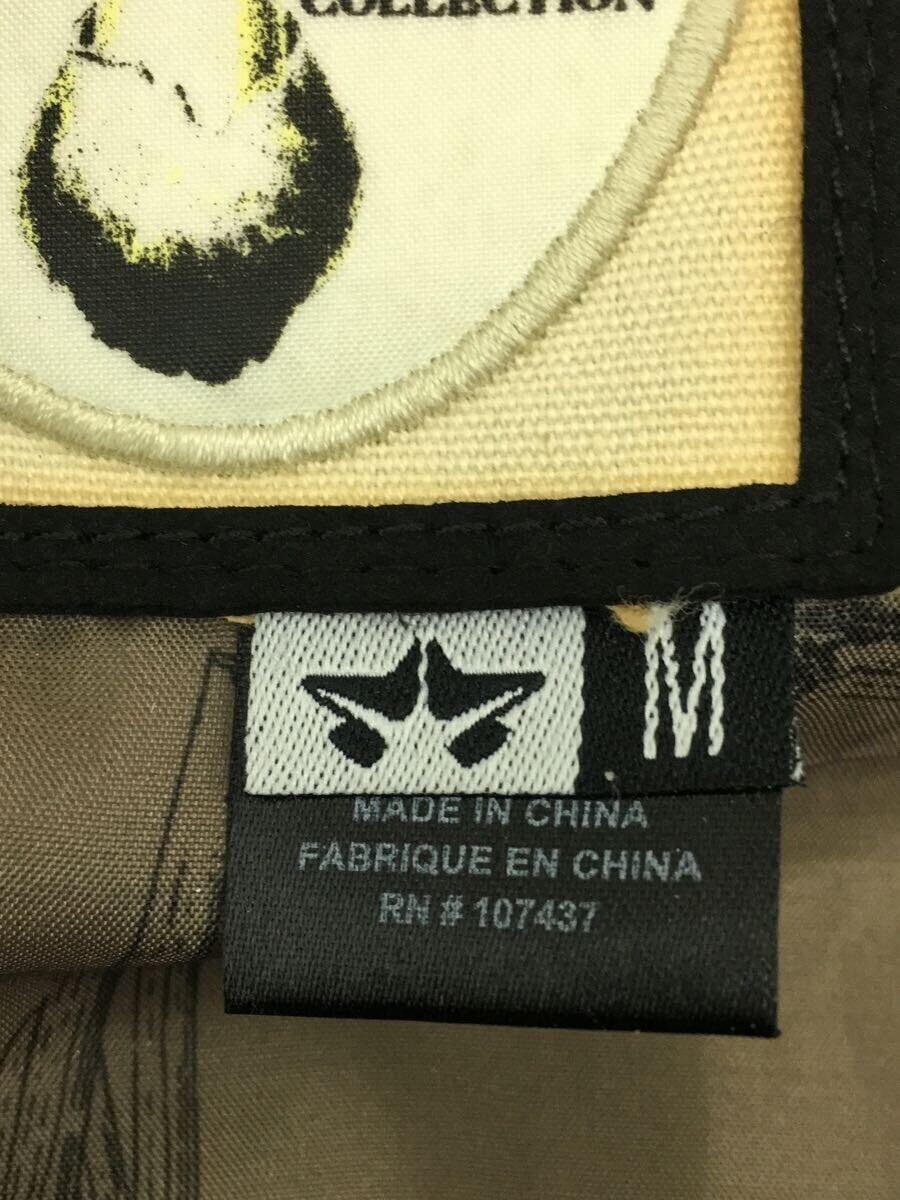 COLLECTION
M
MADE IN CHINA
FABRIQUE EN CHINA
RN # 107437